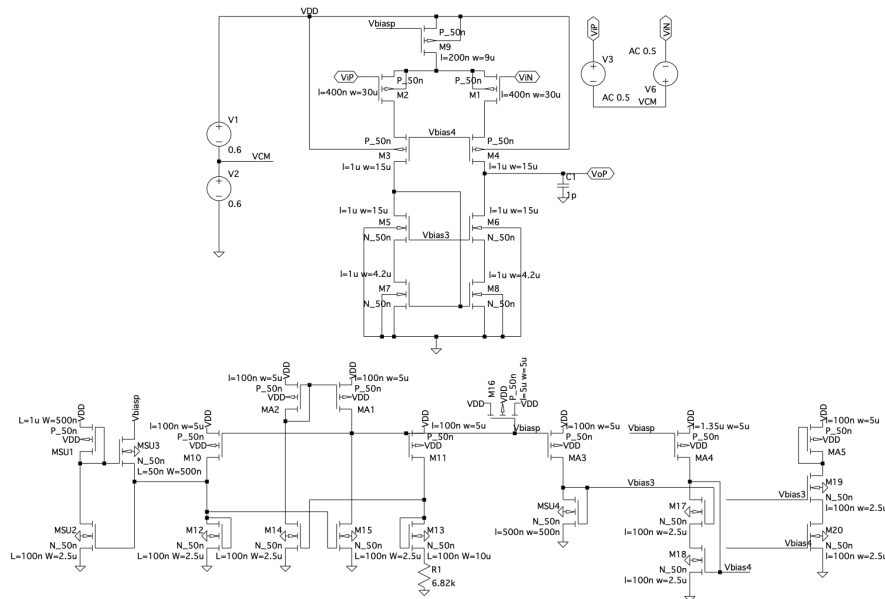 VDD
Vbiasp
P_50n
M9
l=200n w=9u
ViP
ViN
P_50n
P_50n
M2
M1
l=400n w=30u
l=400n w=30u
Vbias4
P_50n
P_50n
M3
M4
l=1u w=15u
l=1u w=15u
VoP
C1
1p
l=1u w=15u
l=1u w=15u
M5
M6
Vbias3
N_50n
N_50n
l=1u w=4.2u
l=1u w=4.2u
M7
M8
N_50n
N_50n
V1
0.6
VCM
V2
0.6
ViP
ViN
AC 0.5
V3
AC 0.5
V6
VCM
L=1u W=500n
VDD
P_50n
VDD
MSU1
Vbiasp
MSU3
N_50n
L=50n W=500n
MSU2
N_50n
L=100n W=2.5u
l=100n w=5u
VDD
P_50n
VDD
M10
M12
N_50n
L=100n W=2.5u
l=100n w=5u
VDD
P_50n
VDD
MA2
VDD
l=100n w=5u
P_50n
VDD
MA1
M14
N_50n
L=100n W=2.5u
M15
N_50n
L=100n W=2.5u
VDD
l=100n w=5u
P_50n
VDD
M11
M13
N_50n
L=100n W=10u
R1
6.82k
M16
P_50n
l=5u w=5u
VDD
VDD
VDD
Vbiasp
VDD
l=100n w=5u
P_50n
VDD
MA3
Vbias3
MSU4
N_50n
l=500n w=500n
Vbiasp
VDD
l=1.35u w=5u
P_50n
VDD
MA4
M17
N_50n
l=100n w=2.5u
M18
N_50n
l=100n w=2.5u
Vbias4
VDD
l=100n w=5u
P_50n
VDD
MA5
Vbias3
M19
N_50n
l=100n w=2.5u
Vbias4
M20
N_50n
l=100n w=2.5u